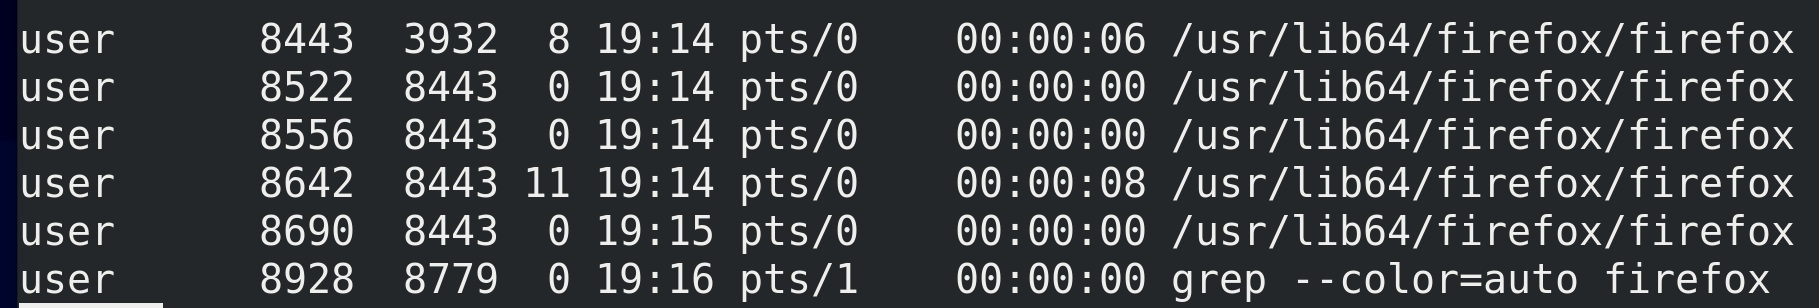 user      8443  3932  8 19:14 pts/0    00:00:06 /usr/lib64/firefox/firefox
user      8522  8443  0 19:14 pts/0    00:00:00 /usr/lib64/firefox/firefox
user      8556  8443  0 19:14 pts/0    00:00:00 /usr/lib64/firefox/firefox
user      8642  8443 11 19:14 pts/0    00:00:08 /usr/lib64/firefox/firefox
user      8690  8443  0 19:15 pts/0    00:00:00 /usr/lib64/firefox/firefox
user      8928  8779  0 19:16 pts/1    00:00:00 grep --color=auto firefox